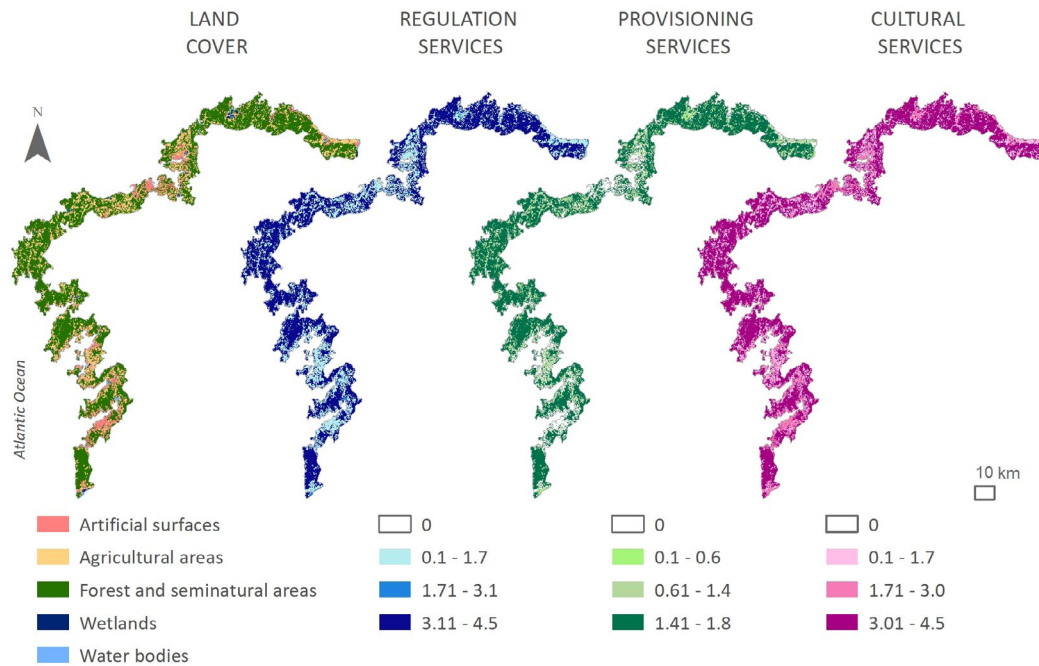 LAND
COVER
REGULATION
SERVICES
PROVISIONING
SERVICES
CULTURAL
SERVICES
N
Atlantic Ocean
10 km
Artificial surfaces
Agricultural areas
Forest and seminatural areas
Wetlands
Water bodies
0
0.1 - 1.7
1.71 - 3.1
3.11 - 4.5
0
0.1 - 0.6
0.61 - 1.4
1.41 - 1.8
0
0.1 - 1.7
1.71 - 3.0
3.01 - 4.5